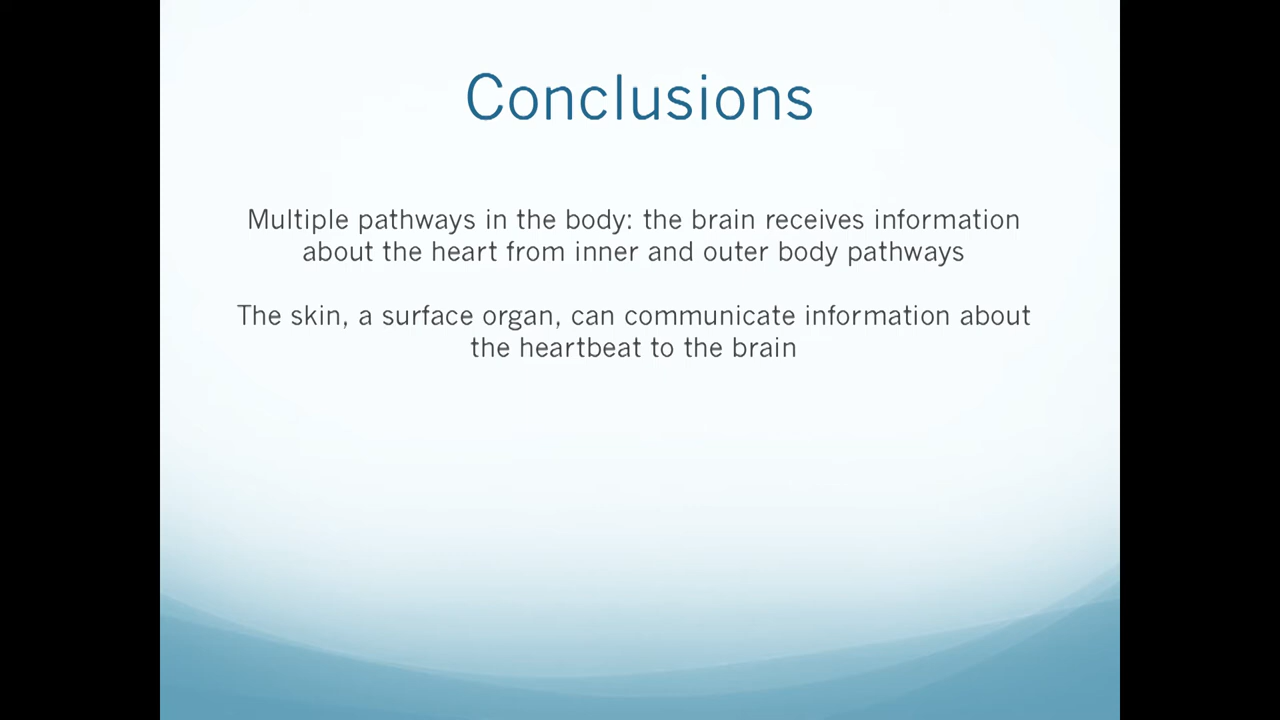 Conclusions
Multiple pathways in the body: the brain receives information
about the heart from inner and outer body pathways
The skin, a surface organ, can communicate information about
the heartbeat to the brain